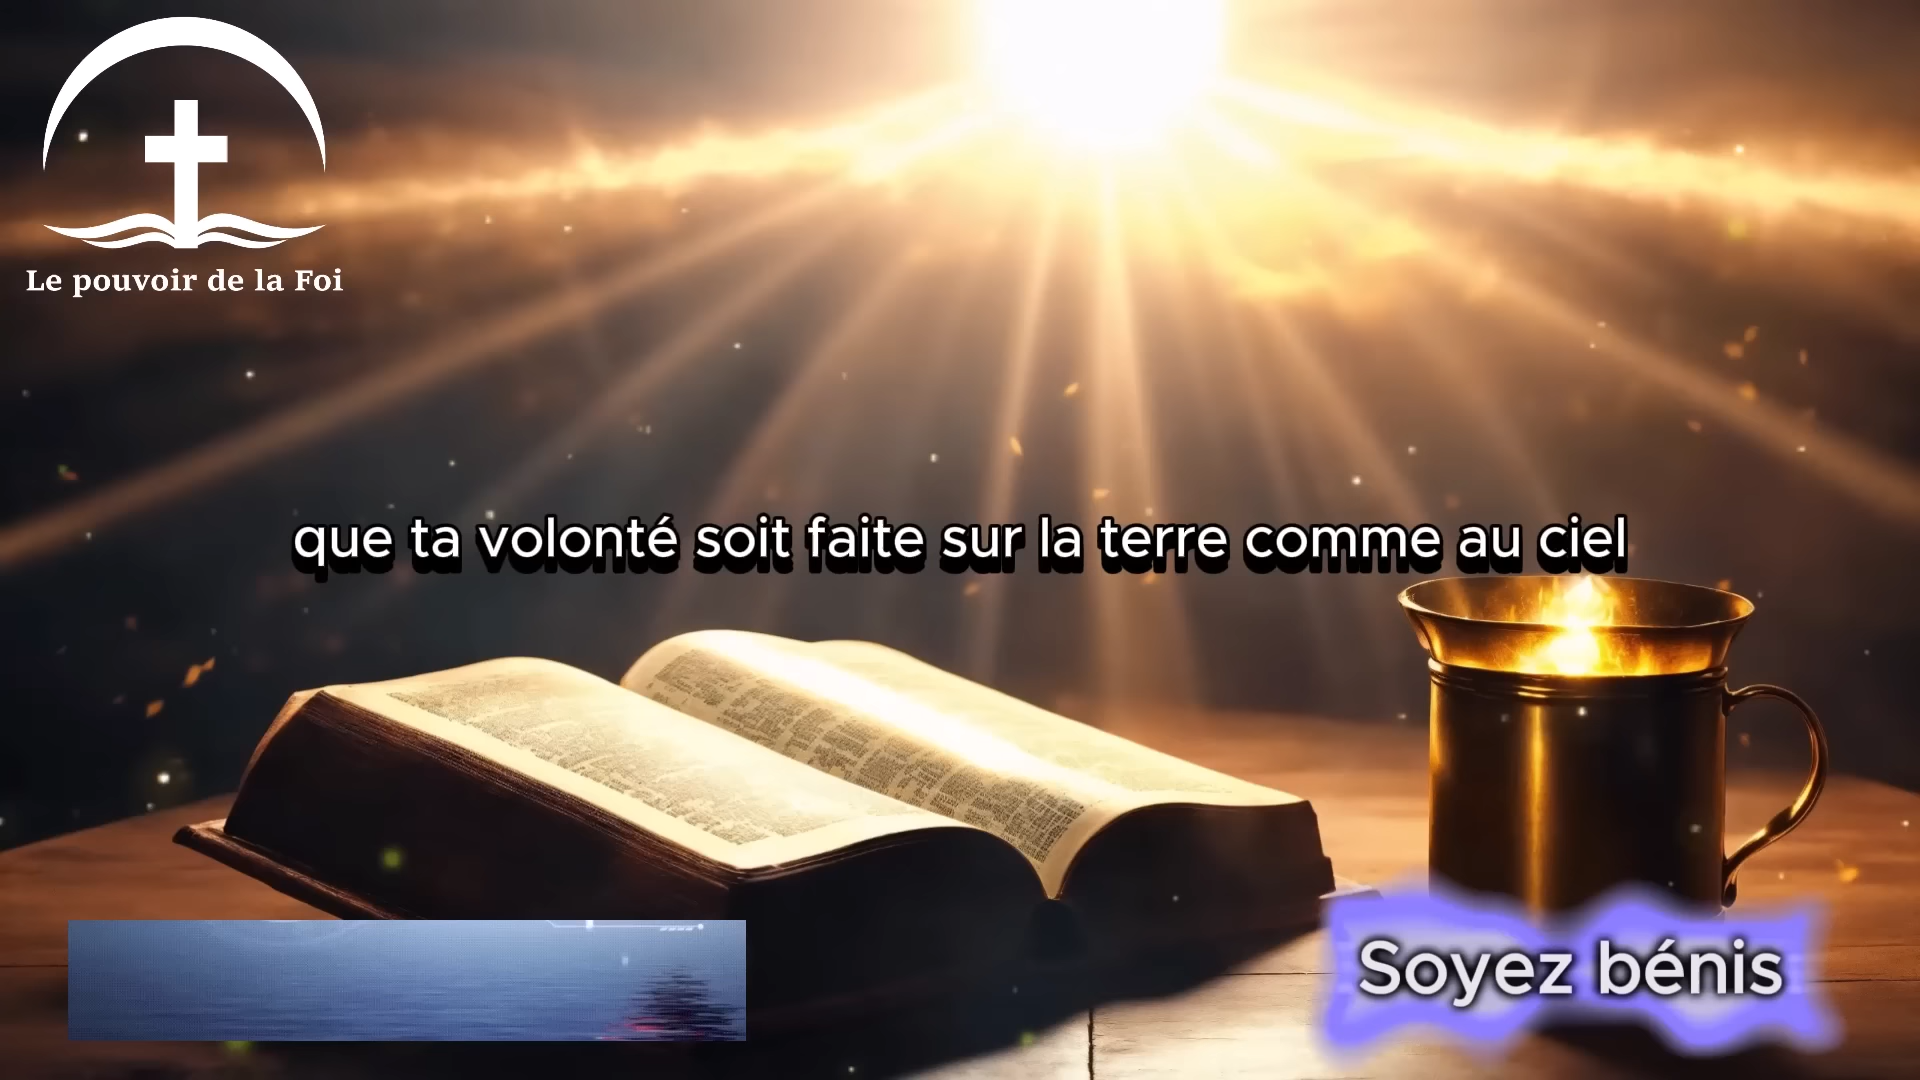 Le pouvoir de la Foi
que ta volonté soit faite sur la terre comme au ciel
Soyez bénis